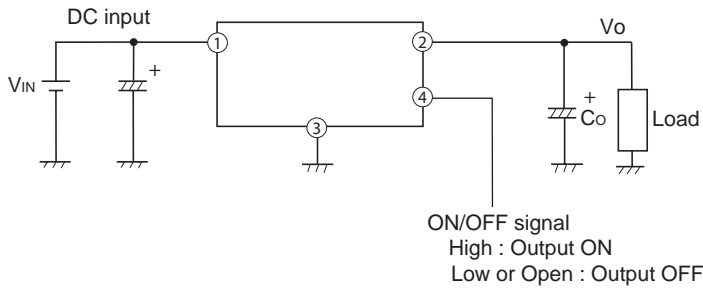 DC input
Vo
1
2
VIN
+
4
+
Co
Load
3
ON/OFF signal
High : Output ON
Low or Open : Output OFF